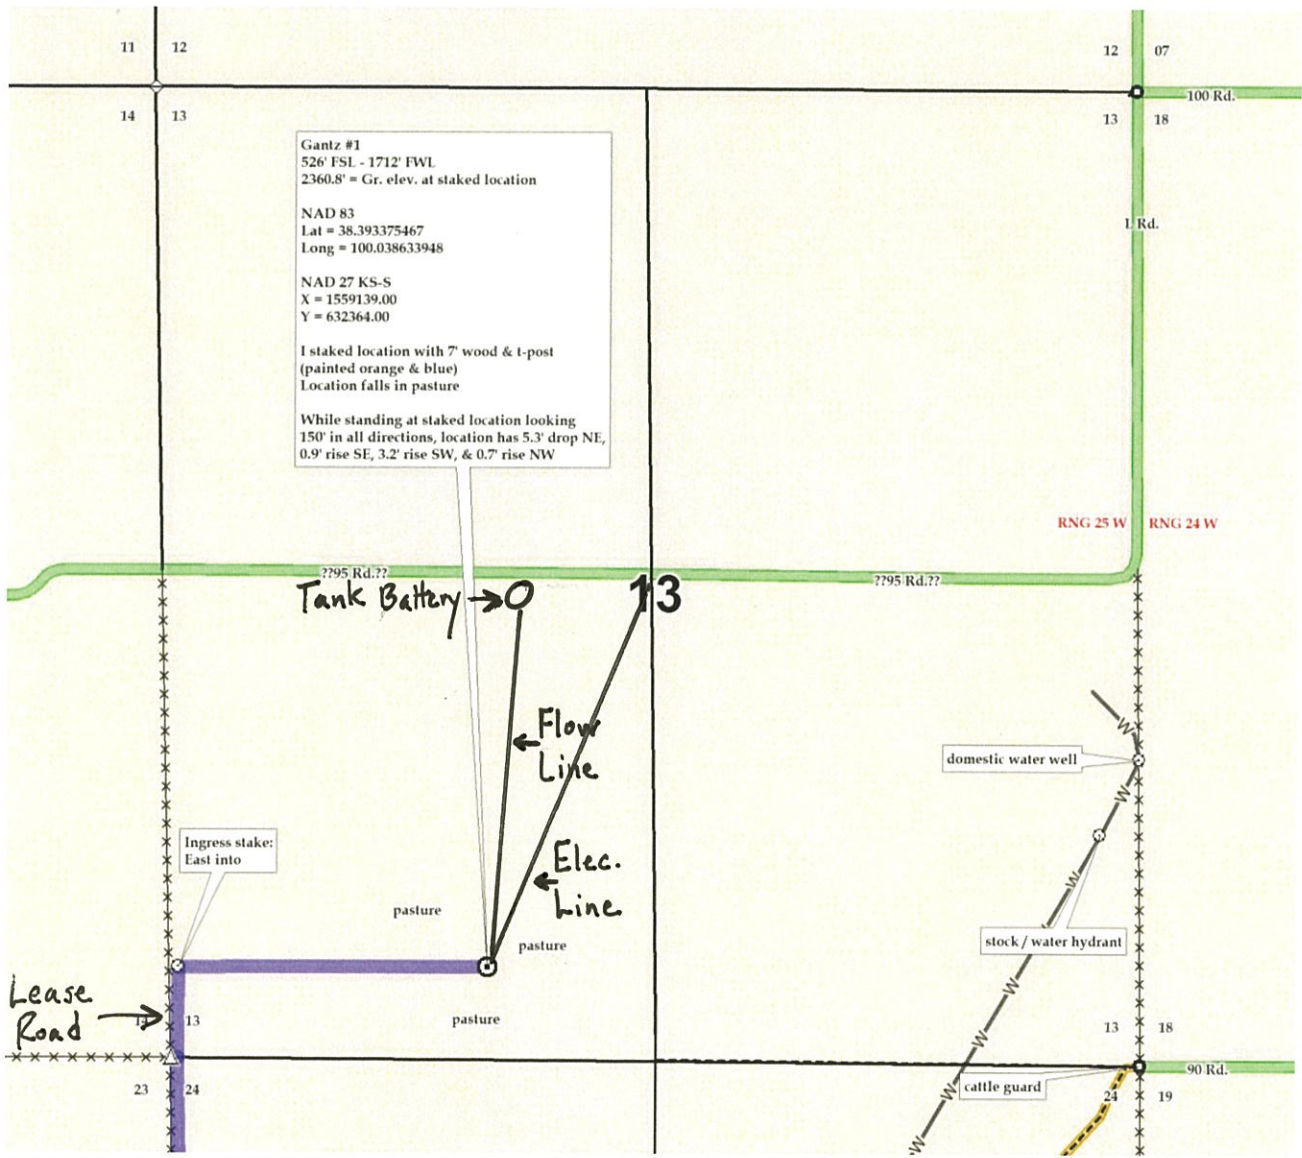 11 12
12 07
100 Rd.
14 13
13 18
Gantz #1
526' FSL - 1712' FWL
2360.8' = Gr. elev. at staked location
NAD 83
Lat = 38.393375467
Long = 100.038633948
NAD 27 KS-S
X = 1559139.00
Y = 632364.00
I staked location with 7' wood & t-post
(painted orange & blue)
Location falls in pasture
While standing at staked location looking
150' in all directions, location has 5.3' drop NE,
0.9' rise SE, 3.2' rise SW, & 0.7' rise NW
L Rd.
RNG 25 W RNG 24 W
??95 Rd.??
??95 Rd.??
Tank Battery
13
Flow
Line
W
domestic water well
W
Ingress stake:
East into
Elec.
Line
W
pasture
pasture
stock / water hydrant
W
Lease
Road
14 13
pasture
13 18
W
90 Rd.
cattle guard
23 24
W
24 19
W